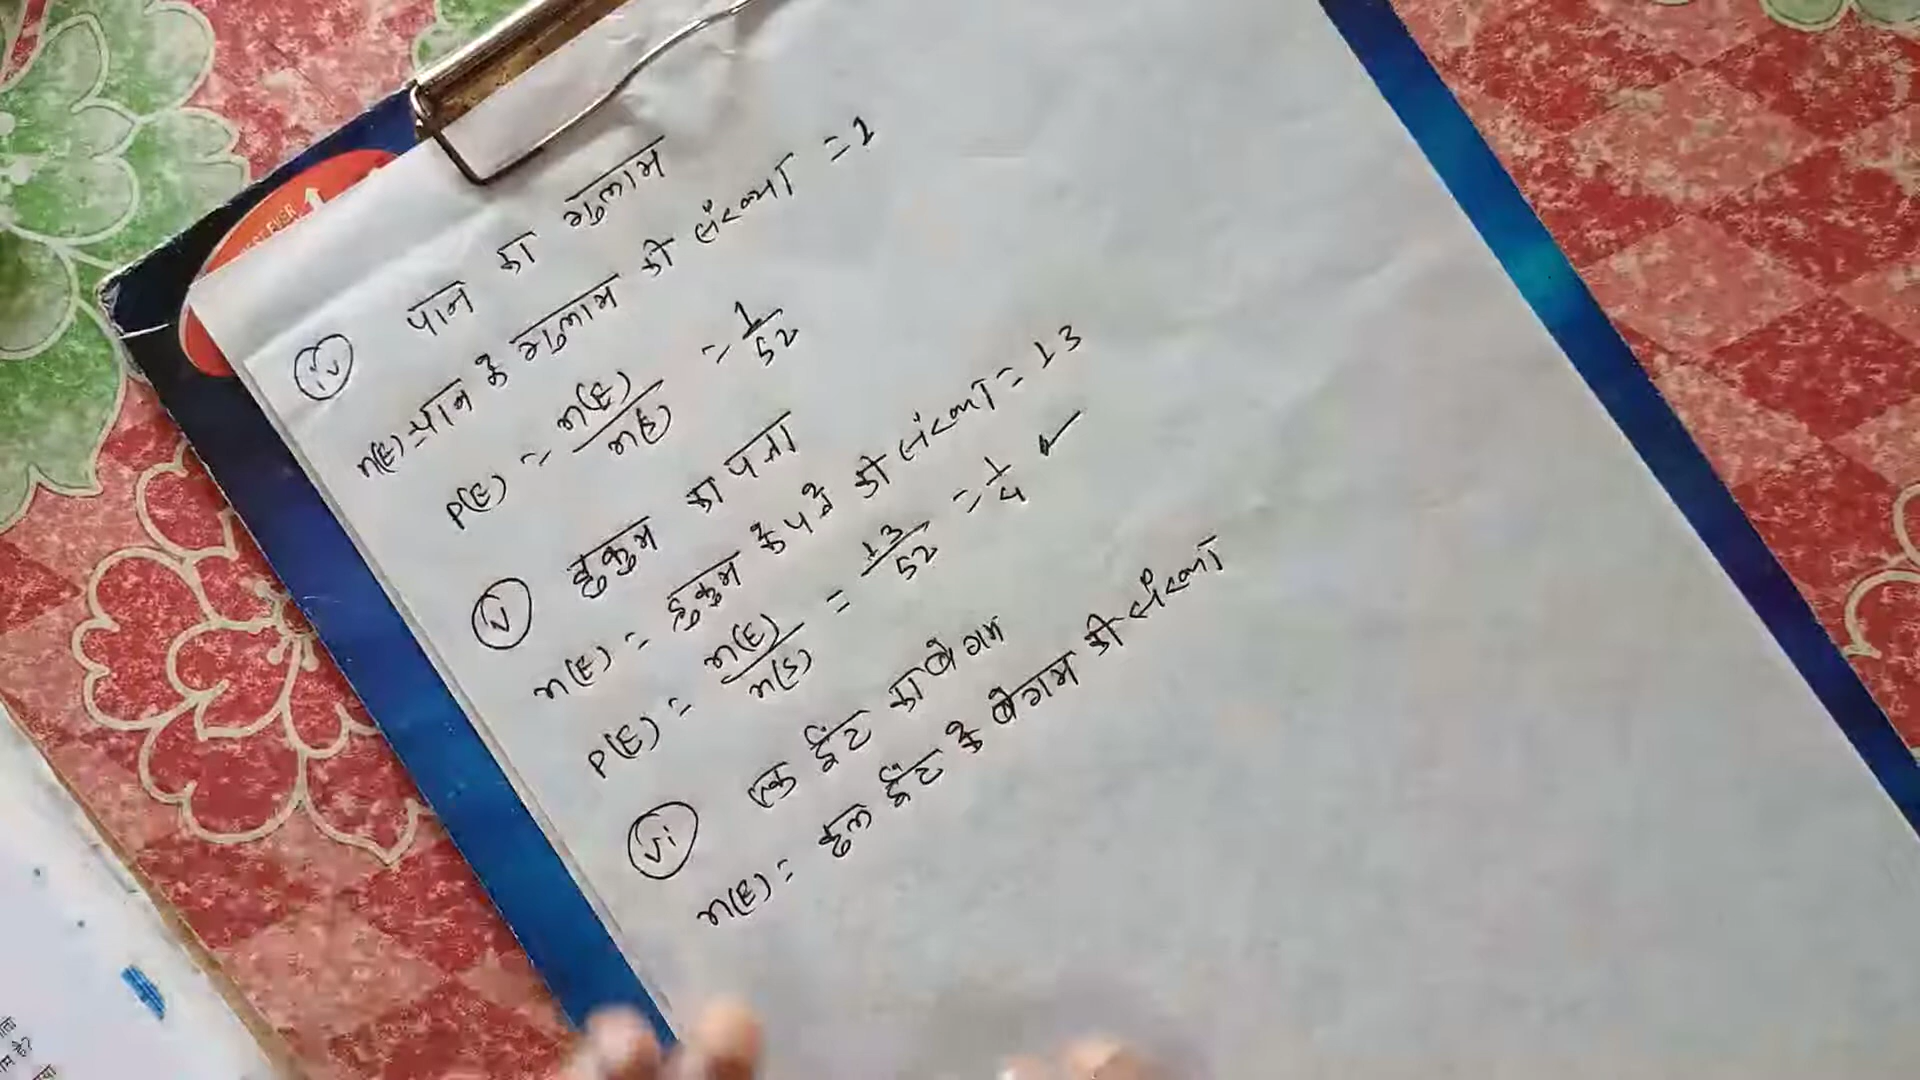 iv पान का गुलाम
n(E) = पान के गुलाम की संख्या = 1
P(E) = n(E)/n(S) = 1/52
v हुकुम का पत्ता
n(E) = हुकुम के पत्ते की संख्या = 13
P(E) = n(E)/n(S) = 13/52 = 1/4 ✓
vi एक ईंट का बेगम
n(E) = कुल ईंट के बेगम की संख्या